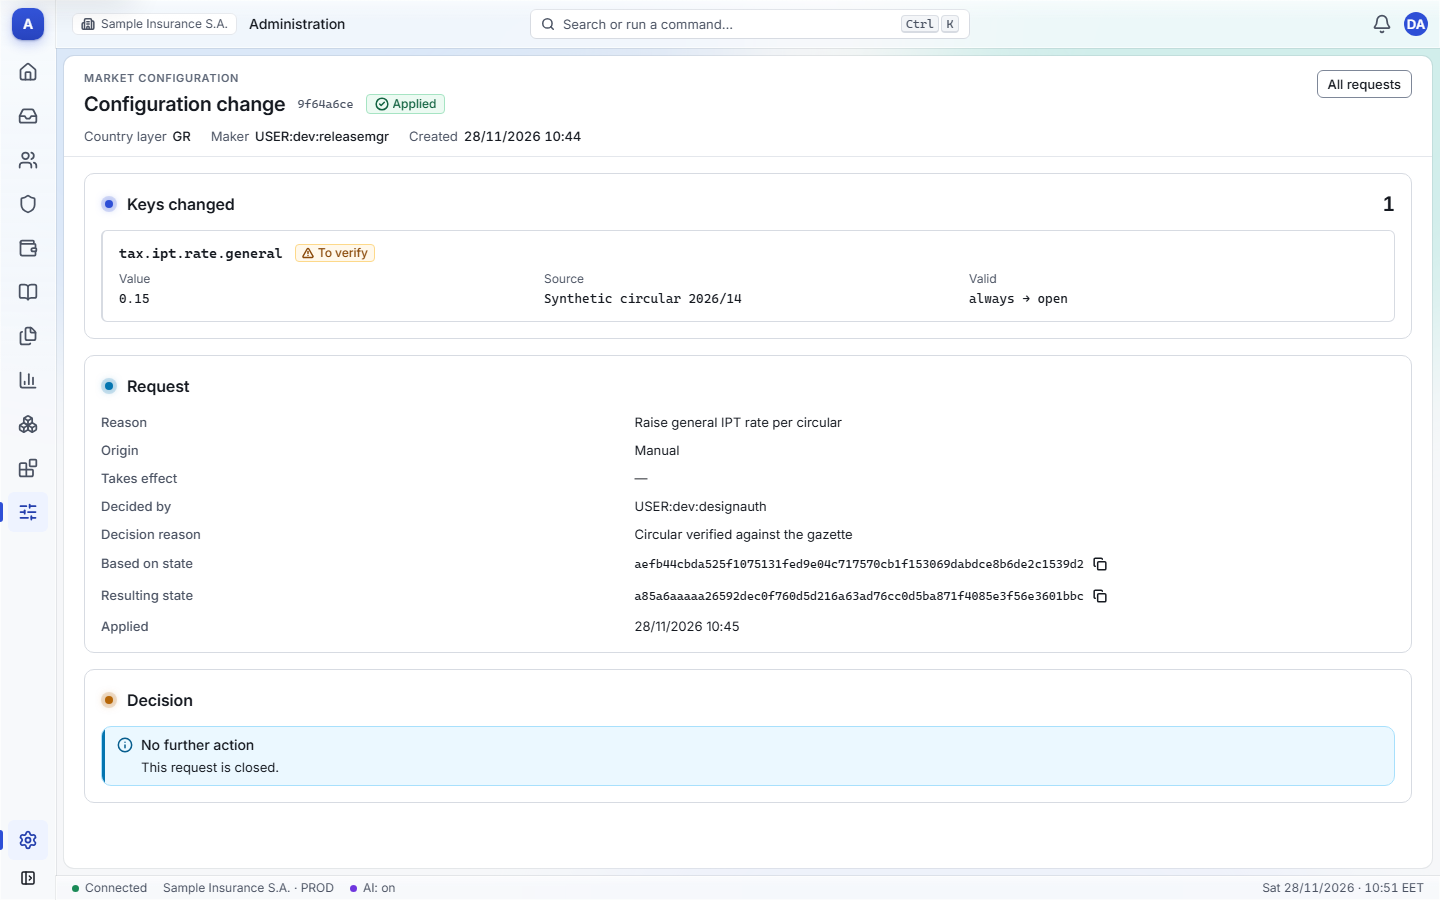 A
Sample Insurance S.A.
Administration
Search or run a command...
Ctrl K
DA
MARKET CONFIGURATION
Configuration change 9f64a6ce Applied
All requests
Country layer GR Maker USER:dev:releasemgr Created 28/11/2026 10:44
Keys changed 1
tax.ipt.rate.general To verify
Value Source Valid
0.15 Synthetic circular 2026/14 always → open
Request
Reason Raise general IPT rate per circular
Origin Manual
Takes effect —
Decided by USER:dev:designauth
Decision reason Circular verified against the gazette
Based on state aefb44cbda525f1075131fed9e04c717570cb1f153069dabdce8b6de2c1539d2
Resulting state a85a6aaaaa26592dec0f760d5d216a63ad76cc0d5ba871f4085e3f56e3601bbc
Applied 28/11/2026 10:45
Decision
No further action
This request is closed.
Connected Sample Insurance S.A. · PROD AI: on Sat 28/11/2026 · 10:51 EET